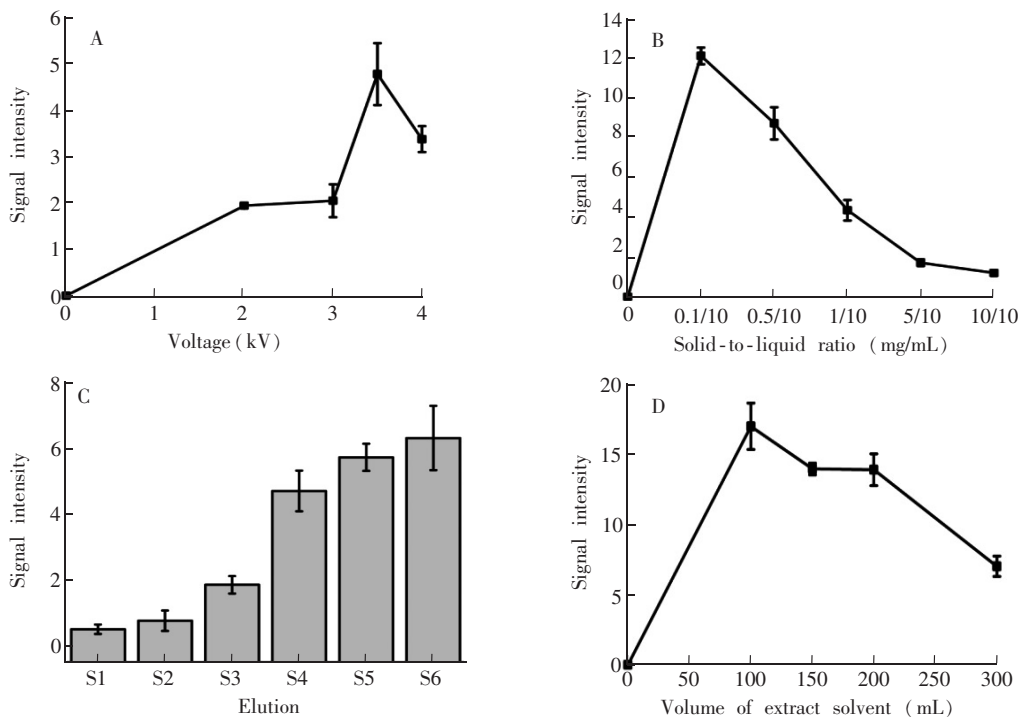 A
6
5
4
3
2
1
0
Signal intensity
0 1 2 3 4
Voltage (kV)
B
14
12
10
8
6
4
2
0
Signal intensity
0 0.1/10 0.5/10 1/10 5/10 10/10
Solid-to-liquid ratio (mg/mL)
C
8
6
4
2
0
Signal intensity
S1 S2 S3 S4 S5 S6
Elution
D
20
15
10
5
0
Signal intensity
0 50 100 150 200 250 300
Volume of extract solvent (mL)